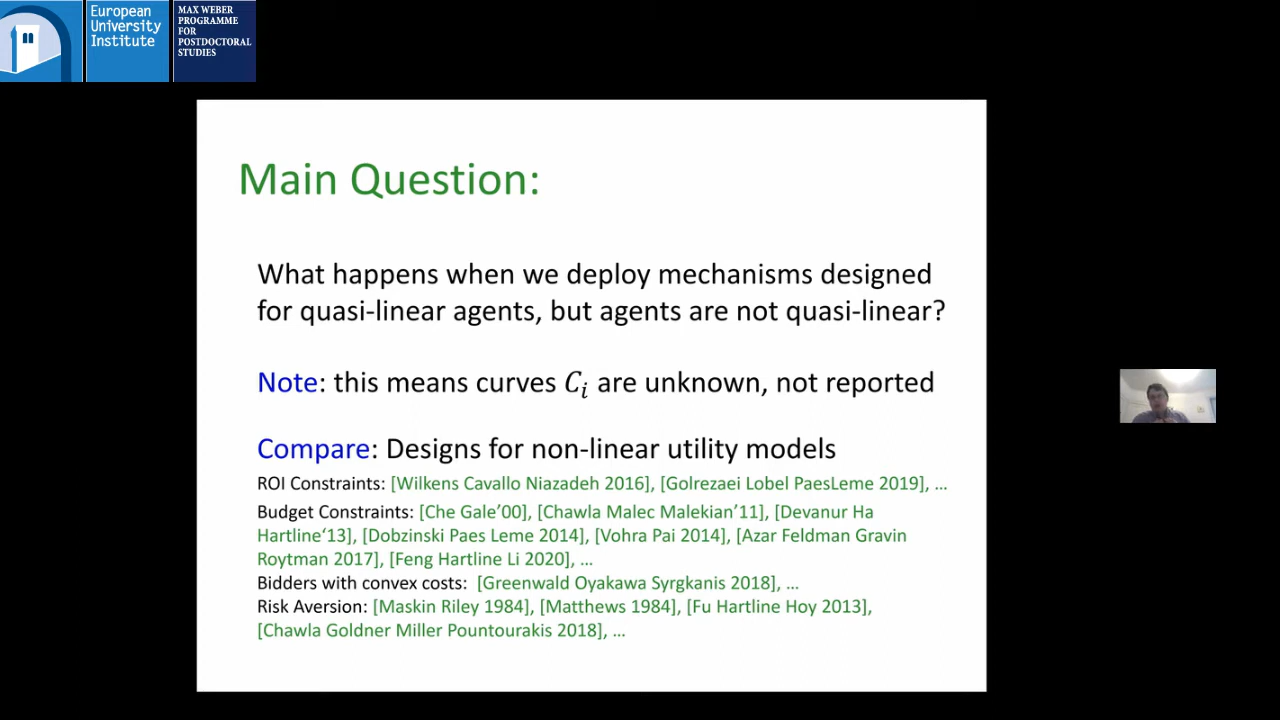 European
University
Institute
MAX WEBER
PROGRAMME
FOR
POSTDOCTORAL
STUDIES
Main Question:
What happens when we deploy mechanisms designed
for quasi-linear agents, but agents are not quasi-linear?
Note: this means curves C_i are unknown, not reported
Compare: Designs for non-linear utility models
ROI Constraints: [Wilkens Cavallo Niazadeh 2016], [Golrezaei Lobel PaesLeme 2019], …
Budget Constraints: [Che Gale’00], [Chawla Malec Malekian’11], [Devanur Ha
Hartline‘13], [Dobzinski Paes Leme 2014], [Vohra Pai 2014], [Azar Feldman Gravin
Roytman 2017], [Feng Hartline Li 2020], …
Bidders with convex costs: [Greenwald Oyakawa Syrgkanis 2018], …
Risk Aversion: [Maskin Riley 1984], [Matthews 1984], [Fu Hartline Hoy 2013],
[Chawla Goldner Miller Pountourakis 2018], …